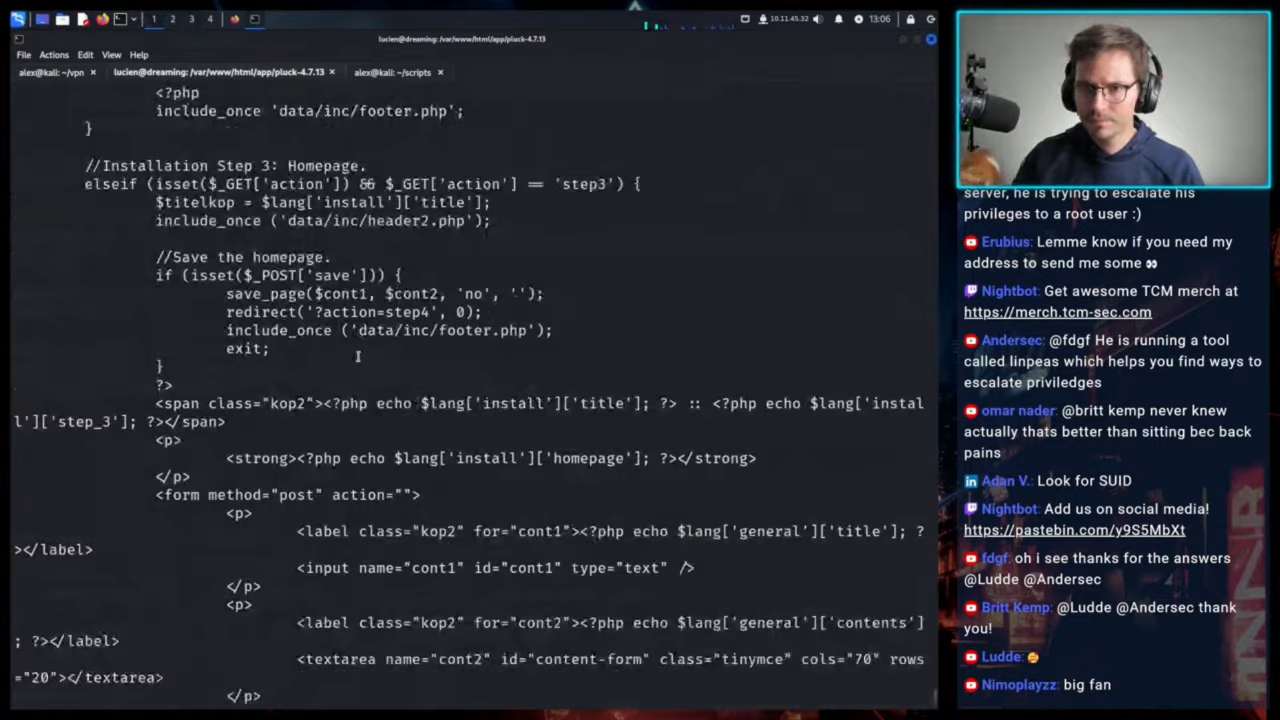 1 2 3 4
10.11.45.32
13:06
lucien@dreaming: /var/www/html/app/pluck-4.7.13
File Actions Edit View Help
alex@kali: ~/vpn × lucien@dreaming: /var/www/html/app/pluck-4.7.13 × alex@kali: ~/scripts ×
<?php
include_once 'data/inc/footer.php';
}
//Installation Step 3: Homepage.
elseif (isset($_GET['action']) && $_GET['action'] == 'step3') {
$titelkop = $lang['install']['title'];
include_once ('data/inc/header2.php');
//Save the homepage.
if (isset($_POST['save'])) {
save_page($cont1, $cont2, 'no', '.');
redirect('?action=step4', 0);
include_once ('data/inc/footer.php');
exit;
}
?>
<span class="kop2"><?php echo $lang['install']['title']; ?> :: <?php echo $lang['instal
l']['step_3']; ?></span>
<p>
<strong><?php echo $lang['install']['homepage']; ?></strong>
</p>
<form method="post" action="">
<p>
<label class="kop2" for="cont1"><?php echo $lang['general']['title']; ?
></label>
<input name="cont1" id="cont1" type="text" />
</p>
<p>
<label class="kop2" for="cont2"><?php echo $lang['general']['contents']
; ?></label>
<textarea name="cont2" id="content-form" class="tinymce" cols="70" rows
="20"></textarea>
</p>
server, he is trying to escalate his
privileges to a root user :)
Erubius: Lemme know if you need my
address to send me some 👀
Nightbot: Get awesome TCM merch at
https://merch.tcm-sec.com
Andersec: @fdgf He is running a tool
called linpeas which helps you find ways to
escalate priviledges
omar nader: @britt kemp never knew
actually thats better than sitting bec back
pains
Adan V.: Look for SUID
Nightbot: Add us on social media!
https://pastebin.com/y9S5MbXt
fdgf: oh i see thanks for the answers
@Ludde @Andersec
Britt Kemp: @Ludde @Andersec thank
you!
Ludde:
Nimoplayzz: big fan